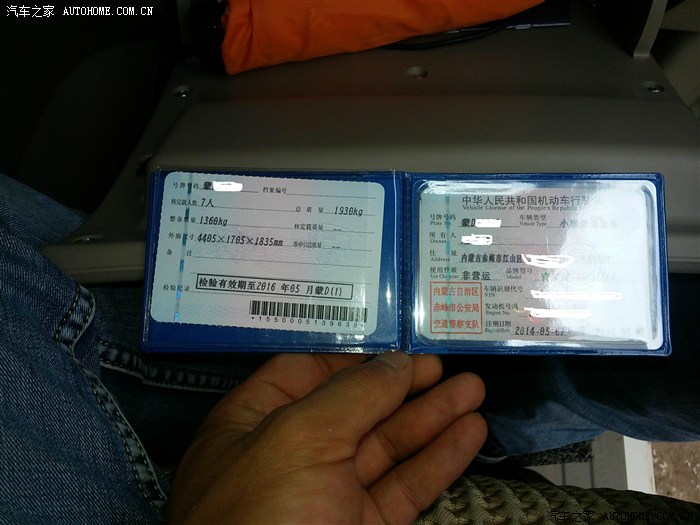 汽车之家 AUTOHOME.COM.CN
号牌号码 蒙 档案编号
核定载人数 7人 总质量 1930kg
整备质量 1360kg 核定载质量 --
外廓尺寸 4405×1705×1835mm 准牵引总质量 --
备注
检验记录 检验有效期至2016年05月蒙D(1)
*1550005139638*
中华人民共和国机动车行
Vehicle License of the People's Republic
号牌号码 蒙D 车辆类型 小
Plate No. Vehicle Type
所有人
Owner
住址 内蒙古赤峰市红山区
Address
使用性质 非营运 品牌型号
Use Character Model
内蒙古自治区
赤峰市公安局
交通警察支队
车辆识别代号
VIN
发动机号码
Engine No.
注册日期 2014-05-
汽车之家 AUTOHOME.COM.CN